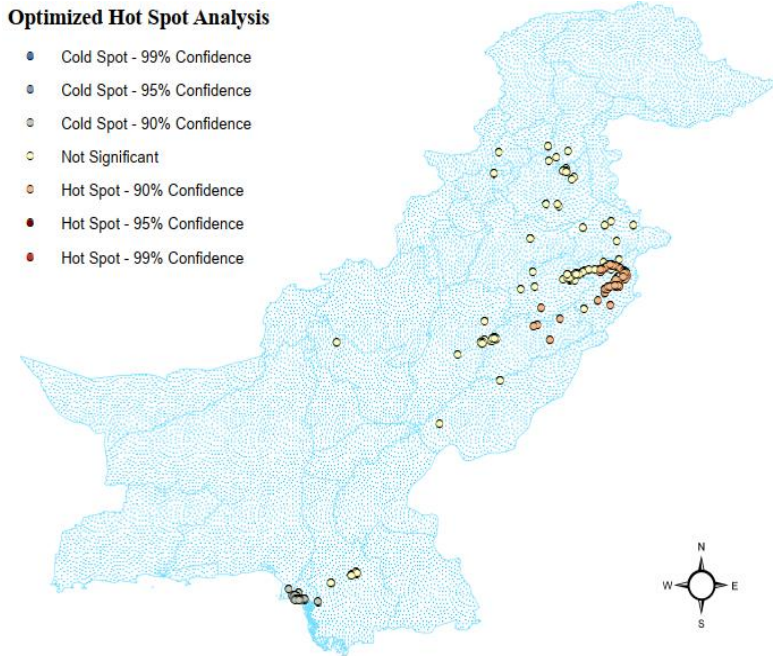 Optimized Hot Spot Analysis
Cold Spot - 99% Confidence
Cold Spot - 95% Confidence
Cold Spot - 90% Confidence
Not Significant
Hot Spot - 90% Confidence
Hot Spot - 95% Confidence
Hot Spot - 99% Confidence
N
W E
S